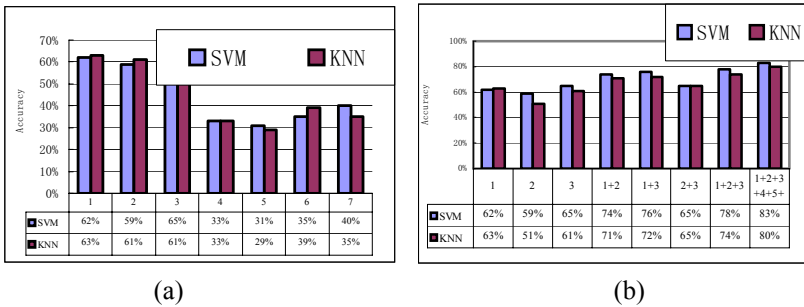 70%
60%
50%
40%
30%
20%
10%
0%
Accuracy
SVM KNN
1 2 3 4 5 6 7
SVM 62% 59% 65% 33% 31% 35% 40%
KNN 63% 61% 61% 33% 29% 39% 35%
(a)
100%
80%
60%
40%
20%
0%
Accuracy
SVM KNN
1 2 3 1+2 1+3 2+3 1+2+3 1+2+3
+4+5+
SVM 62% 59% 65% 74% 76% 65% 78% 83%
KNN 63% 51% 61% 71% 72% 65% 74% 80%
(b)